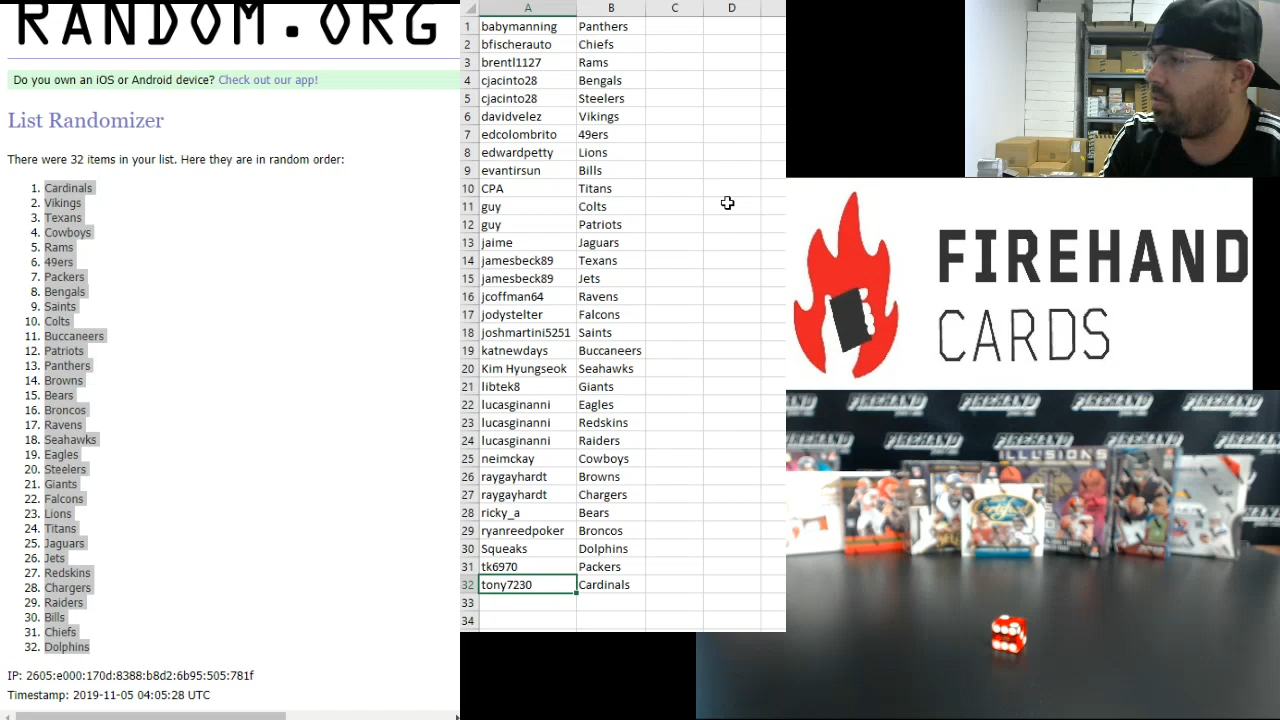 RANDOM.ORG
Do you own an iOS or Android device? Check out our app!
List Randomizer
There were 32 items in your list. Here they are in random order:
1. Cardinals
2. Vikings
3. Texans
4. Cowboys
5. Rams
6. 49ers
7. Packers
8. Bengals
9. Saints
10. Colts
11. Buccaneers
12. Patriots
13. Panthers
14. Browns
15. Bears
16. Broncos
17. Ravens
18. Seahawks
19. Eagles
20. Steelers
21. Giants
22. Falcons
23. Lions
24. Titans
25. Jaguars
26. Jets
27. Redskins
28. Chargers
29. Raiders
30. Bills
31. Chiefs
32. Dolphins
IP: 2605:e000:170d:8388:b8d2:6b95:505:781f
Timestamp: 2019-11-05 04:05:28 UTC
A B C D
1 babymanning Panthers
2 bfischerauto Chiefs
3 brentl1127 Rams
4 cjacinto28 Bengals
5 cjacinto28 Steelers
6 davidvelez Vikings
7 edcolombrito 49ers
8 edwardpetty Lions
9 evantirsun Bills
10 CPA Titans
11 guy Colts
12 guy Patriots
13 jaime Jaguars
14 jamesbeck89 Texans
15 jamesbeck89 Jets
16 jcoffman64 Ravens
17 jodystelter Falcons
18 joshmartini5251 Saints
19 katnewdays Buccaneers
20 Kim Hyungseok Seahawks
21 libtek8 Giants
22 lucasginanni Eagles
23 lucasginanni Redskins
24 lucasginanni Raiders
25 neimckay Cowboys
26 raygayhardt Browns
27 raygayhardt Chargers
28 ricky_a Bears
29 ryanreedpoker Broncos
30 Squeaks Dolphins
31 tk6970 Packers
32 tony7230 Cardinals
33
34
FIREHAND
CARDS
FIREHAND FIREHAND FIREHAND FIREHAND
FIREHAND FIREHAND
ILLUSIONS